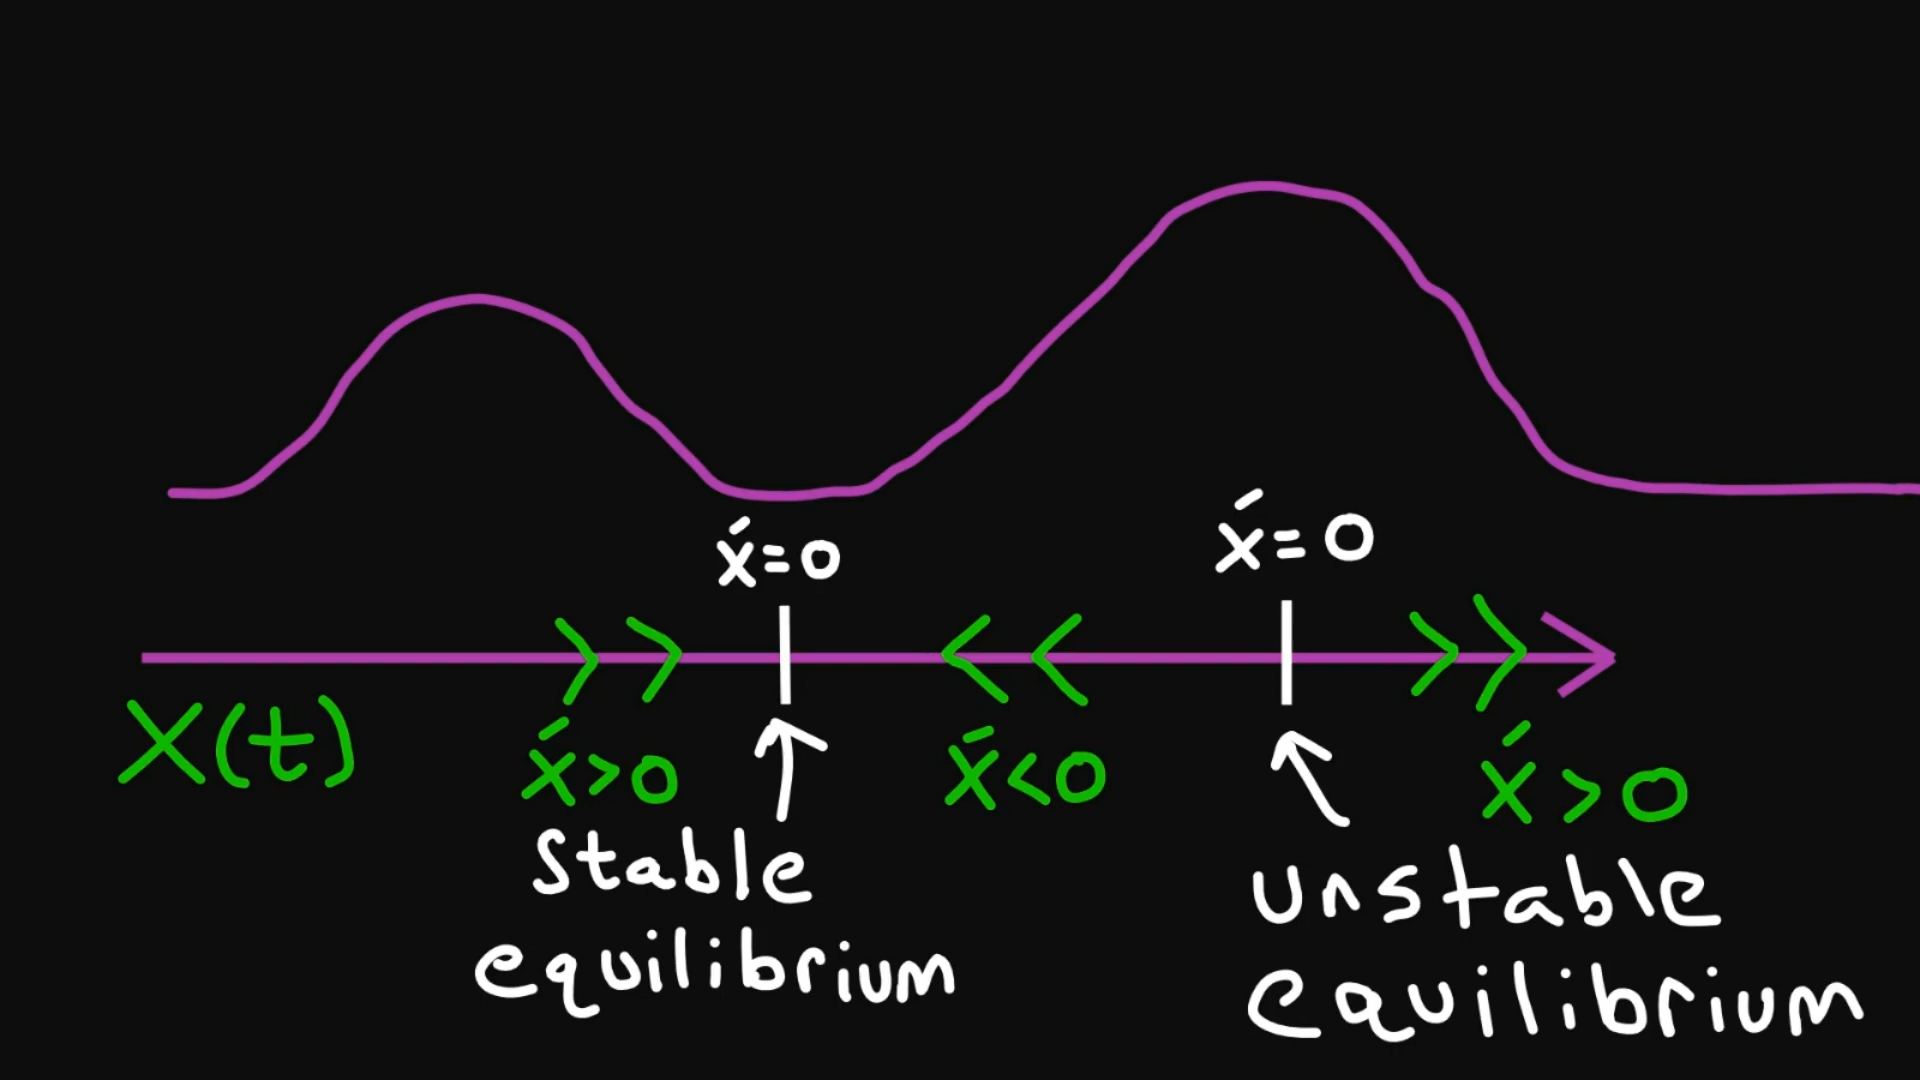 x́=0
x́=0
X(t)
x́>0
x́<0
x́>0
Stable
equilibrium
unstable
equilibrium